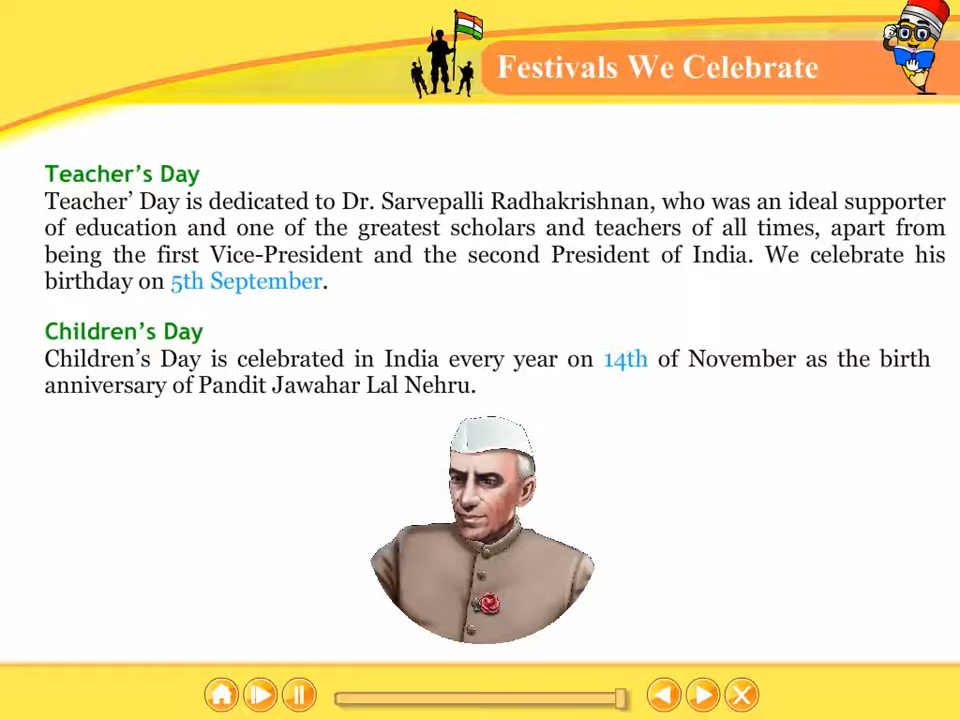 Festivals We Celebrate
Teacher’s Day
Teacher’ Day is dedicated to Dr. Sarvepalli Radhakrishnan, who was an ideal supporter
of education and one of the greatest scholars and teachers of all times, apart from
being the first Vice-President and the second President of India. We celebrate his
birthday on 5th September.
Children’s Day
Children’s Day is celebrated in India every year on 14th of November as the birth
anniversary of Pandit Jawahar Lal Nehru.